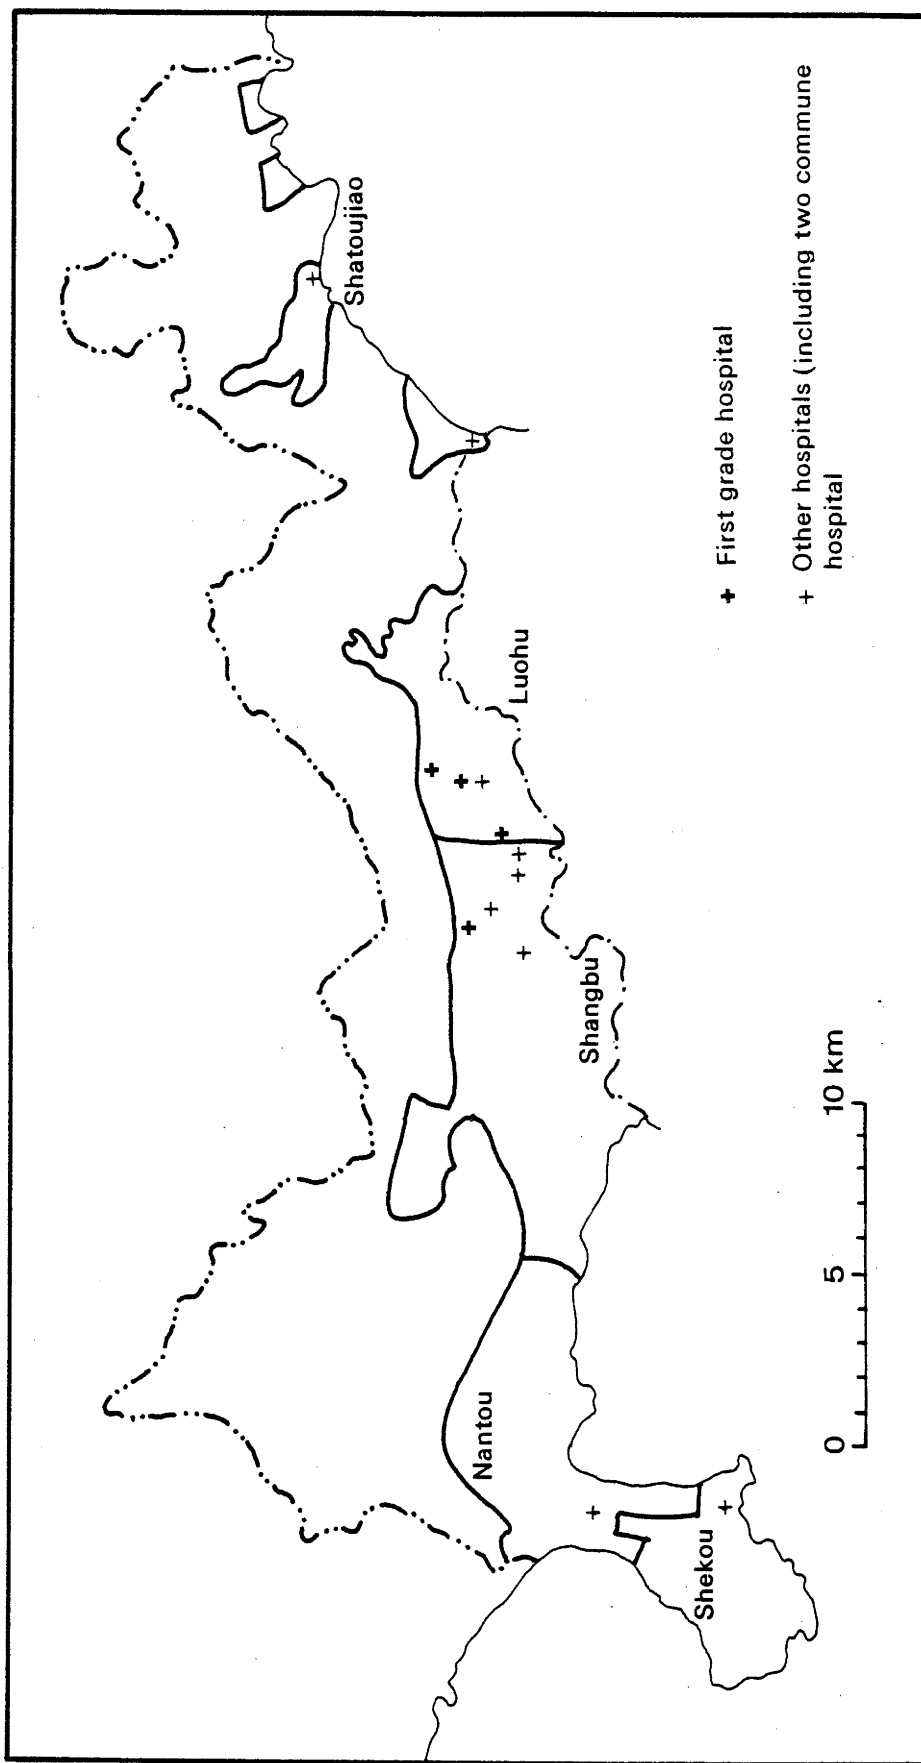 Shatoujiao
Luohu
Shangbu
Nantou
Shekou
+ First grade hospital
+ Other hospitals (including two commune
hospital
0 5 10 km